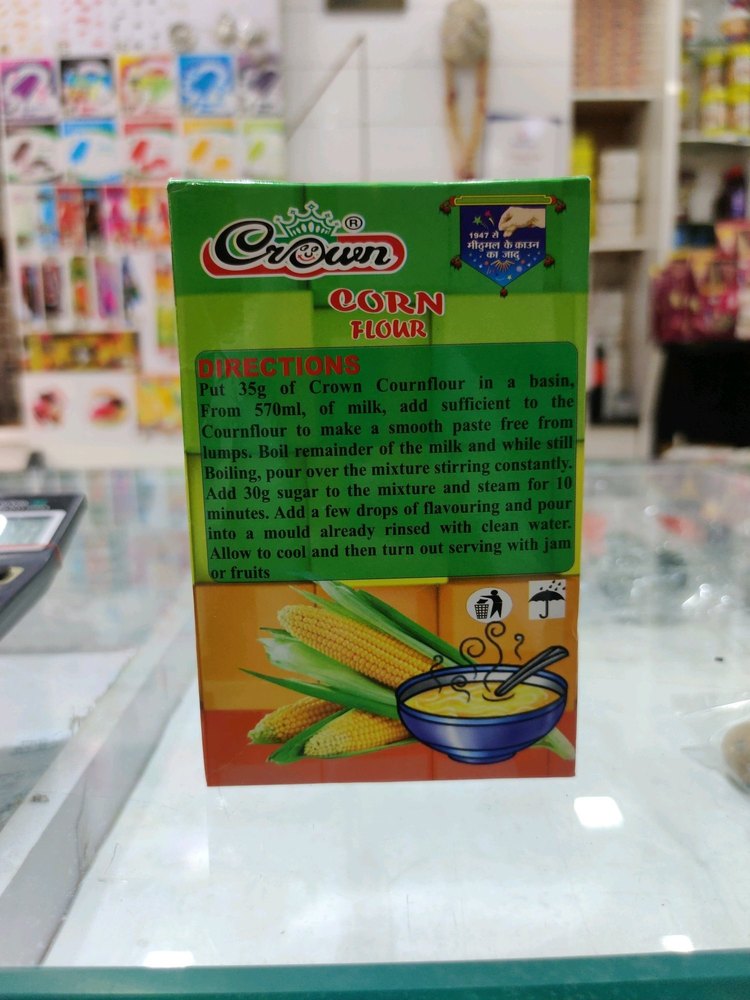 Crown®
1947 से
मीठूमल के क्राउन
का जादू
CORN
FLOUR
DIRECTIONS
Put 35g of Crown Cournflour in a basin,
From 570ml, of milk, add sufficient to the
Cournflour to make a smooth paste free from
lumps. Boil remainder of the milk and while still
Boiling, pour over the mixture stirring constantly.
Add 30g sugar to the mixture and steam for 10
minutes. Add a few drops of flavouring and pour
into a mould already rinsed with clean water.
Allow to cool and then turn out serving with jam
or fruits